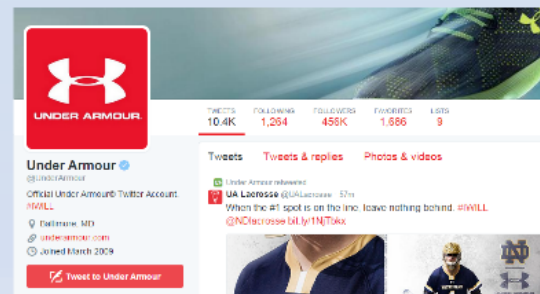 UNDER ARMOUR.
TWEETS FOLLOWING FOLLOWERS FAVORITES LISTS
10.4K 1,264 456K 1,686 9
Under Armour
@UnderArmour
Official Under Armour® Twitter Account.
#IWILL
Baltimore, MD
underarmour.com
Joined March 2009
Tweet to Under Armour
Tweets Tweets & replies Photos & videos
Under Armour retweeted
UA Lacrosse @UALacrosse · 57m
When the #1 spot is on the line, leave nothing behind. #IWILL
@NDlacrosse bit.ly/1NjTbkx